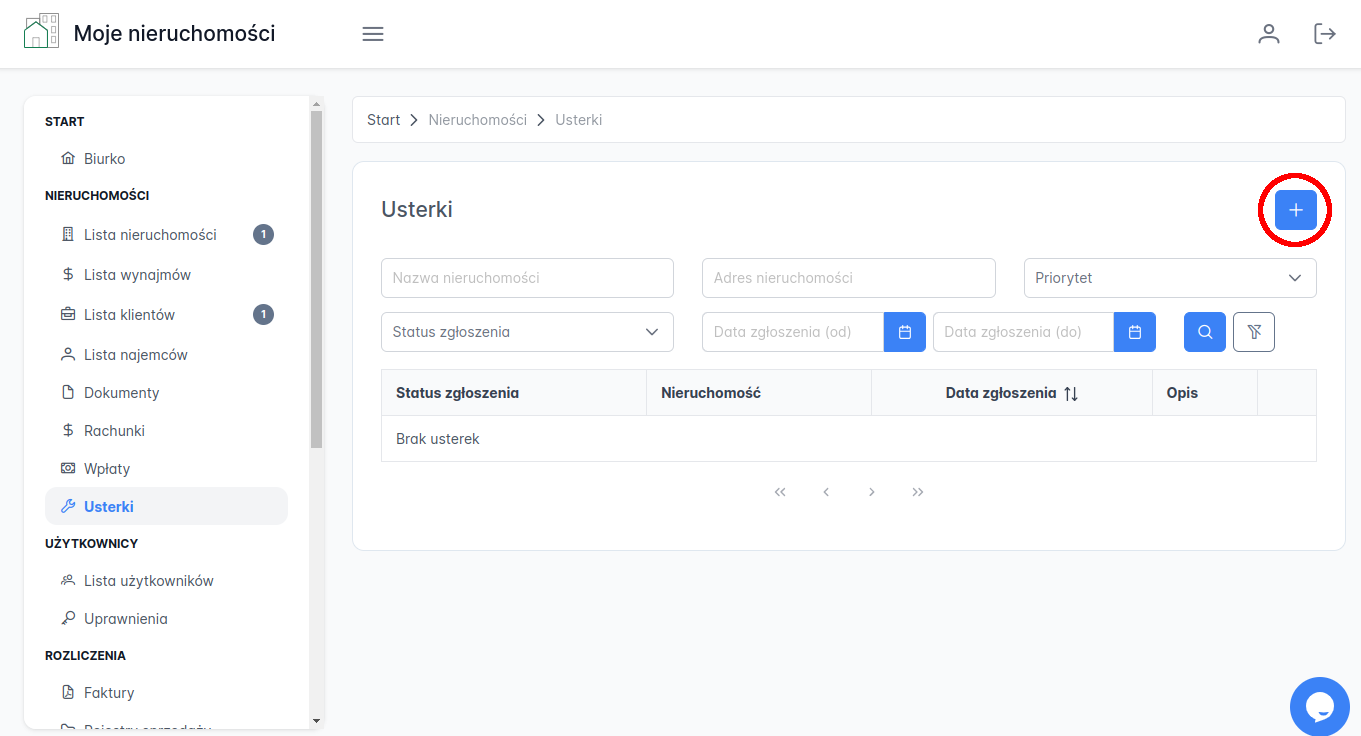 Moje nieruchomości
START
Biurko
NIERUCHOMOŚCI
Lista nieruchomości 1
Lista wynajmów
Lista klientów 1
Lista najemców
Dokumenty
Rachunki
Wpłaty
Usterki
UŻYTKOWNICY
Lista użytkowników
Uprawnienia
ROZLICZENIA
Faktury
Rejestry sprzedaży
Start > Nieruchomości > Usterki
Usterki
+
Nazwa nieruchomości Adres nieruchomości Priorytet
Status zgłoszenia Data zgłoszenia (od) Data zgłoszenia (do)
Status zgłoszenia Nieruchomość Data zgłoszenia Opis
Brak usterek
« ‹ › »